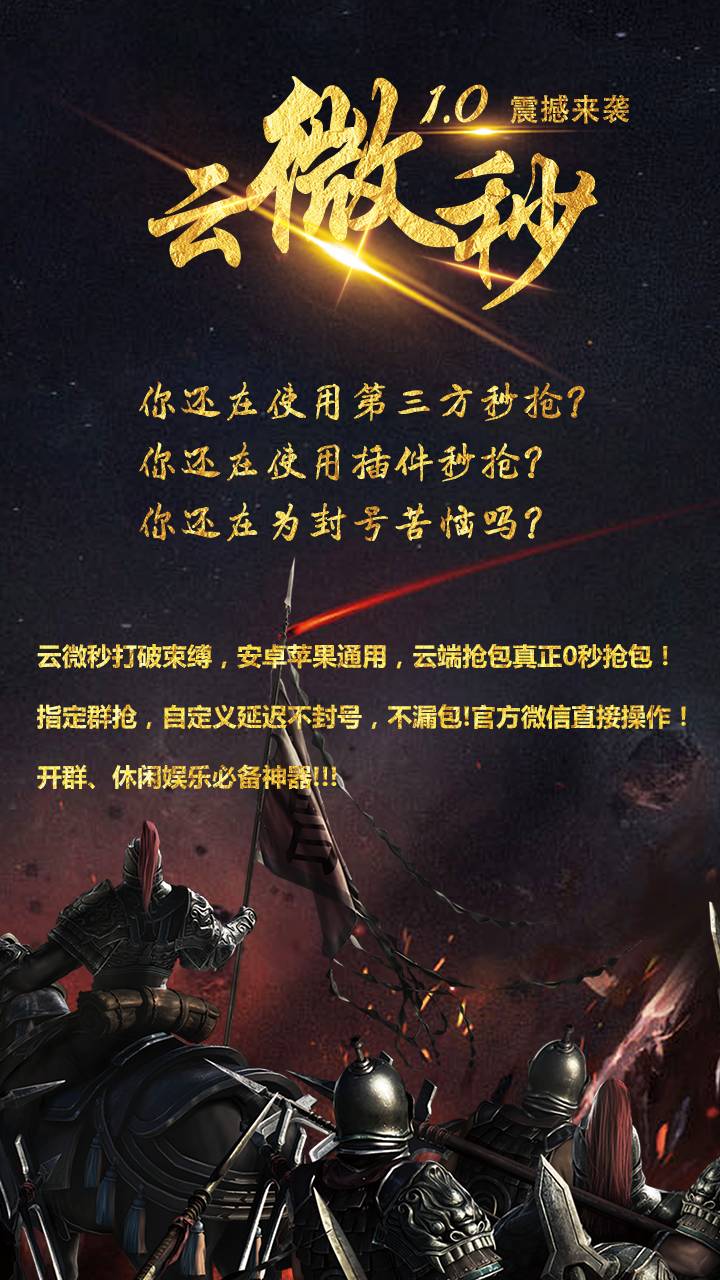 1.0 震撼来袭
云微秒
你还在使用第三方秒抢?
你还在使用插件秒抢?
你还在为封号苦恼吗?
云微秒打破束缚，安卓苹果通用，云端抢包真正0秒抢包！
指定群抢，自定义延迟不封号，不漏包!官方微信直接操作！
开群、休闲娱乐必备神器!!!